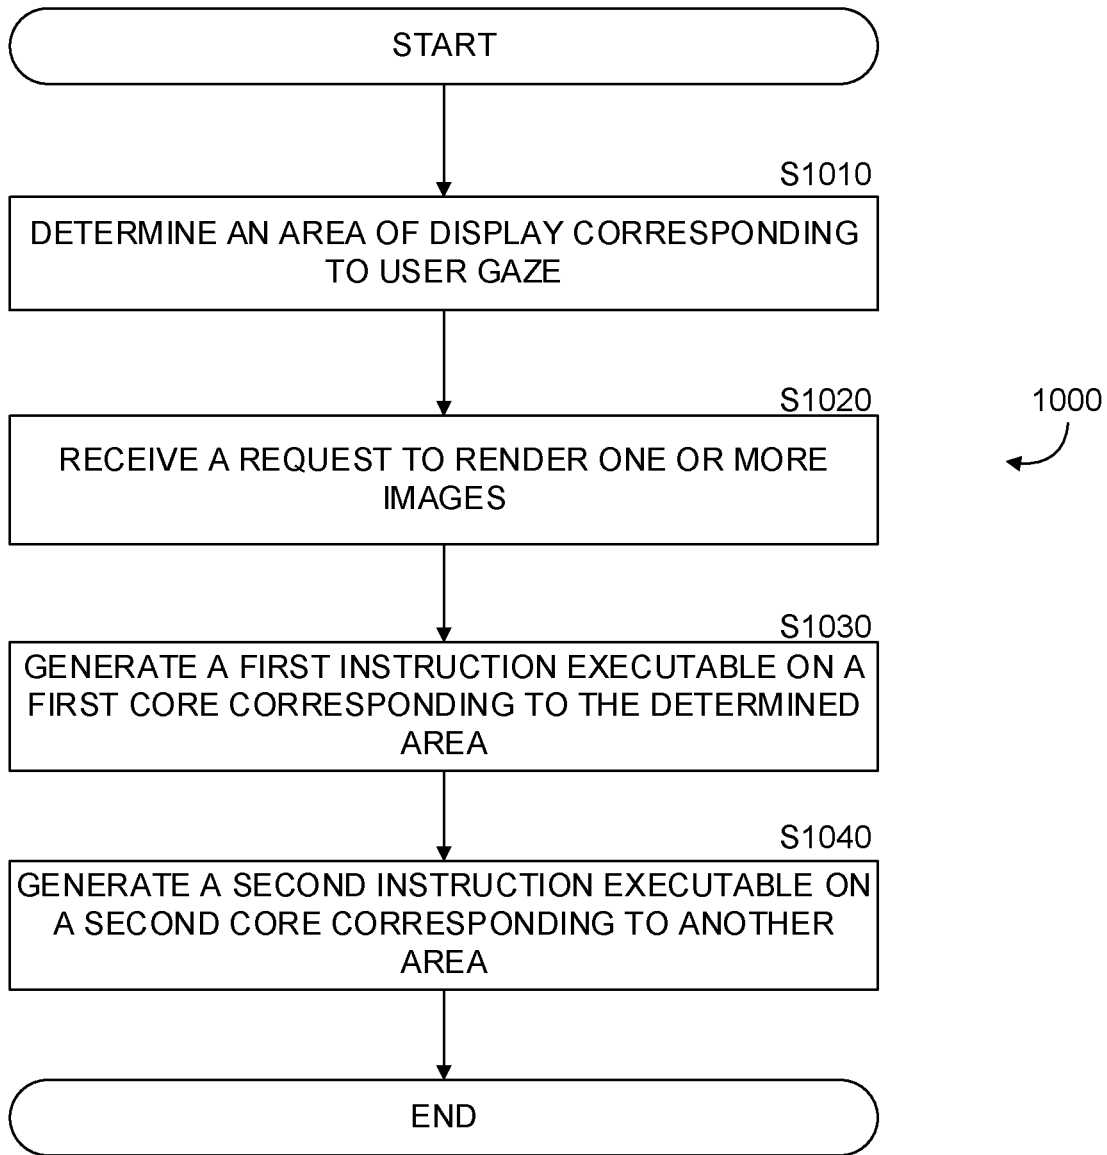 START
S1010
DETERMINE AN AREA OF DISPLAY CORRESPONDING
TO USER GAZE
S1020
1000
RECEIVE A REQUEST TO RENDER ONE OR MORE
IMAGES
S1030
GENERATE A FIRST INSTRUCTION EXECUTABLE ON A
FIRST CORE CORRESPONDING TO THE DETERMINED
AREA
S1040
GENERATE A SECOND INSTRUCTION EXECUTABLE ON
A SECOND CORE CORRESPONDING TO ANOTHER
AREA
END